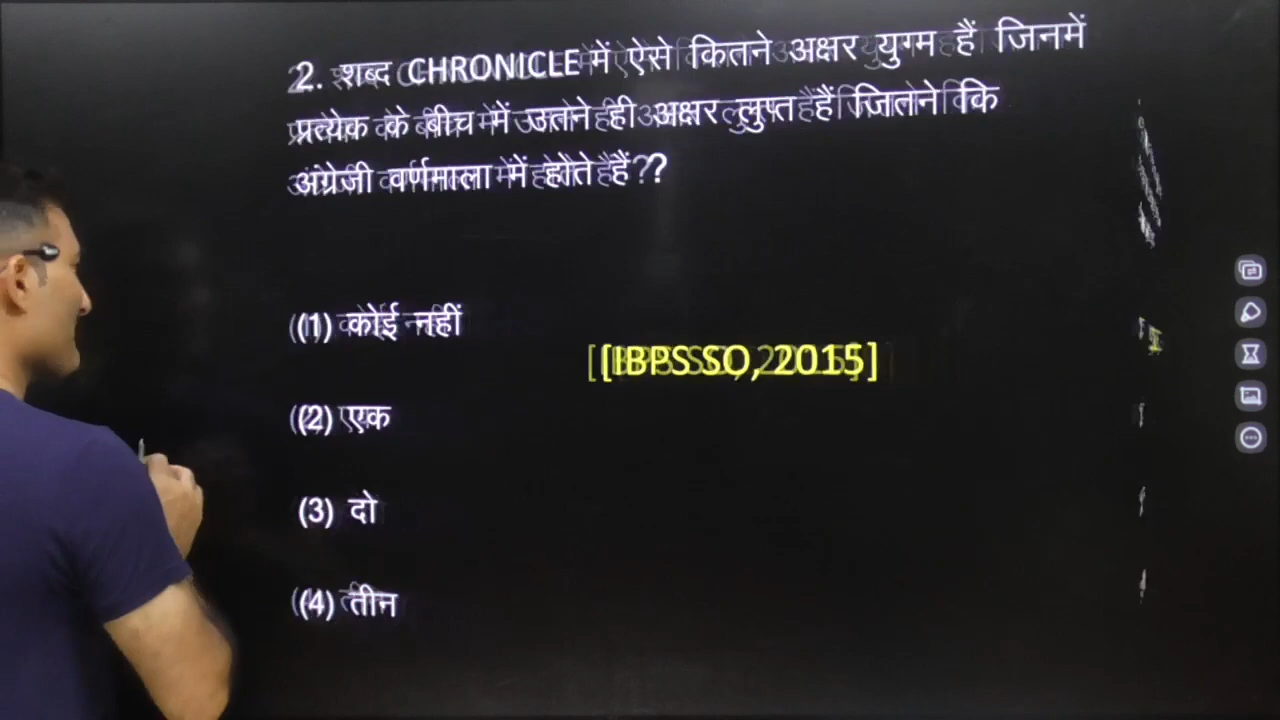 2. शब्द CHRONICLE में ऐसे कितने अक्षर युग्म हैं जिनमें
प्रत्येक के बीच में उतने ही अक्षर लुप्त हैं जितने कि
अंग्रेजी वर्णमाला में होते हैं ?
(1) कोई नहीं
[IBPS SO, 2015]
(2) एक
(3) दो
(4) तीन